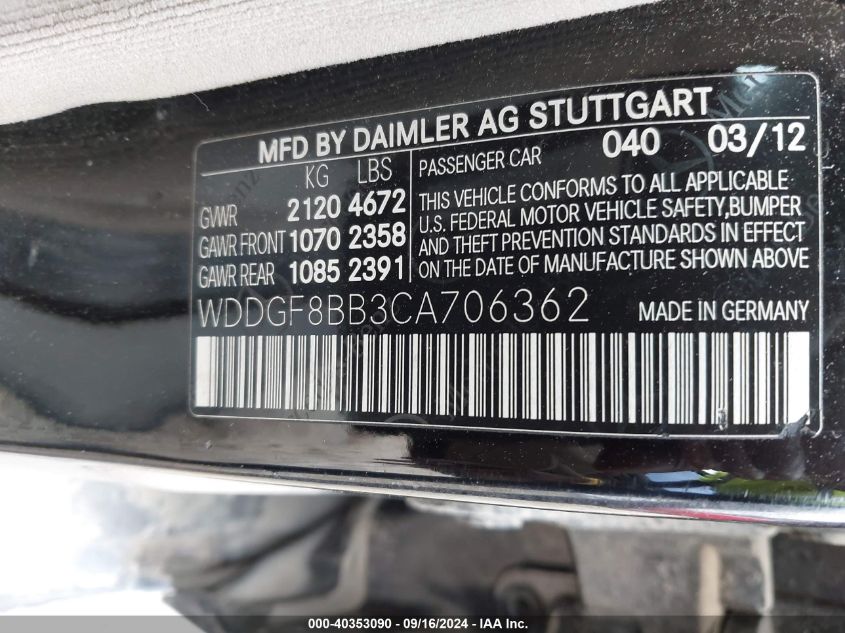 MFD BY DAIMLER AG STUTTGART
KG LBS PASSENGER CAR 040 03/12
GVWR 2120 4672
GAWR FRONT 1070 2358
GAWR REAR 1085 2391
THIS VEHICLE CONFORMS TO ALL APPLICABLE
U.S. FEDERAL MOTOR VEHICLE SAFETY,BUMPER
AND THEFT PREVENTION STANDARDS IN EFFECT
ON THE DATE OF MANUFACTURE SHOWN ABOVE
WDDGF8BB3CA706362 MADE IN GERMANY
000-40353090 - 09/16/2024 - IAA Inc.